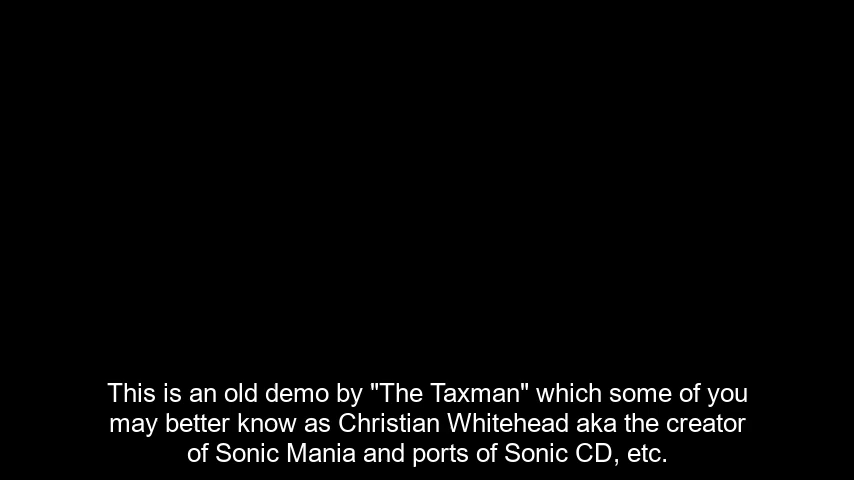 This is an old demo by "The Taxman" which some of you
may better know as Christian Whitehead aka the creator
of Sonic Mania and ports of Sonic CD, etc.